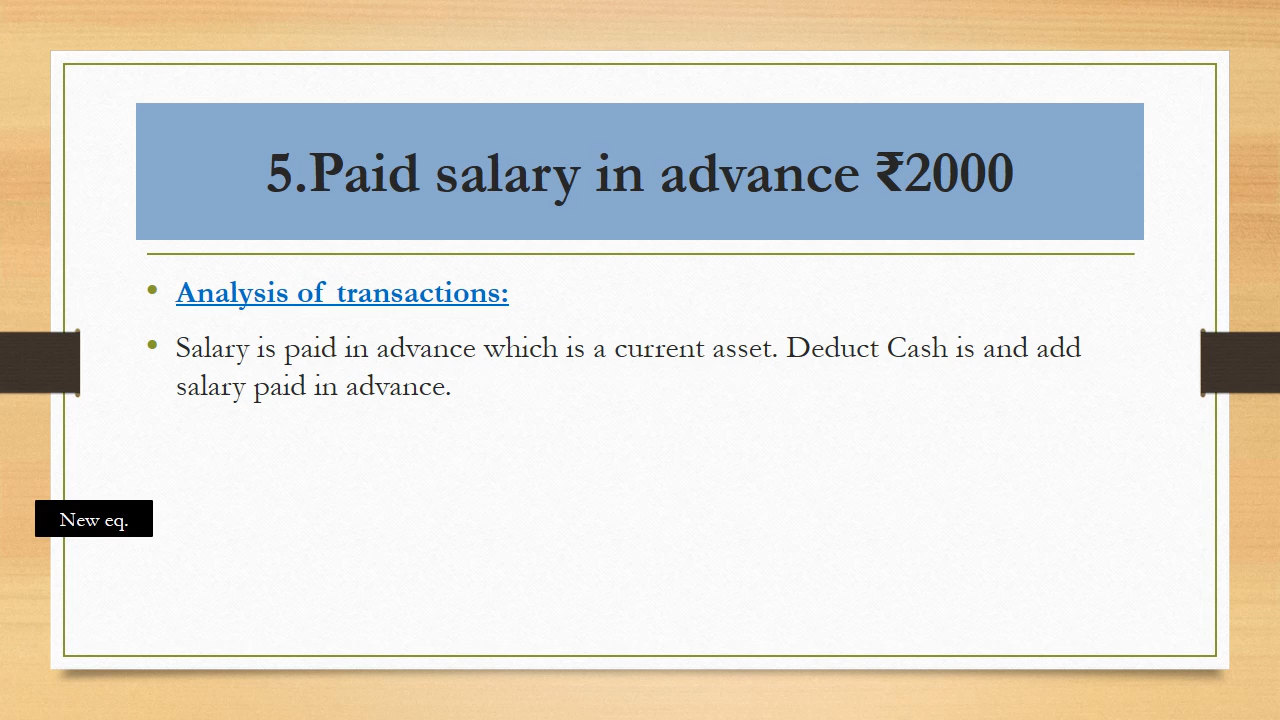 5.Paid salary in advance ₹2000
• Analysis of transactions:
• Salary is paid in advance which is a current asset. Deduct Cash is and add
salary paid in advance.
New eq.